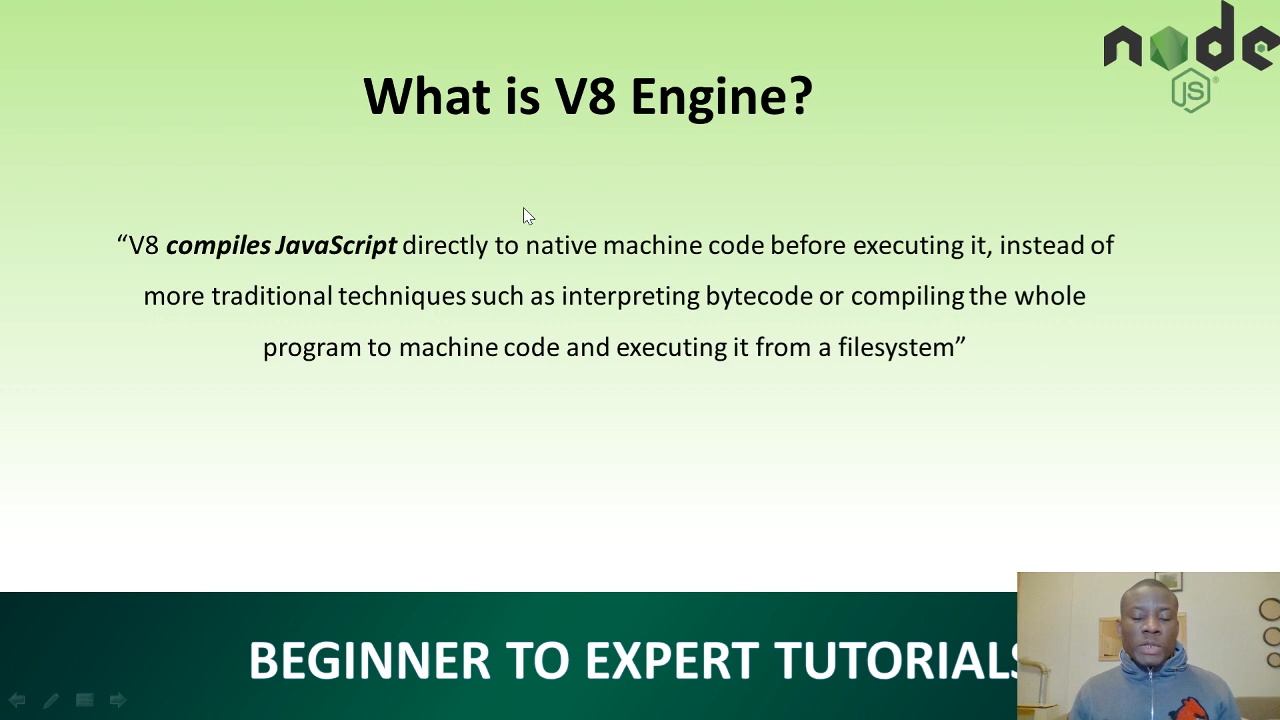 node
JS
What is V8 Engine?
“V8 compiles JavaScript directly to native machine code before executing it, instead of
more traditional techniques such as interpreting bytecode or compiling the whole
program to machine code and executing it from a filesystem”
BEGINNER TO EXPERT TUTORIALS